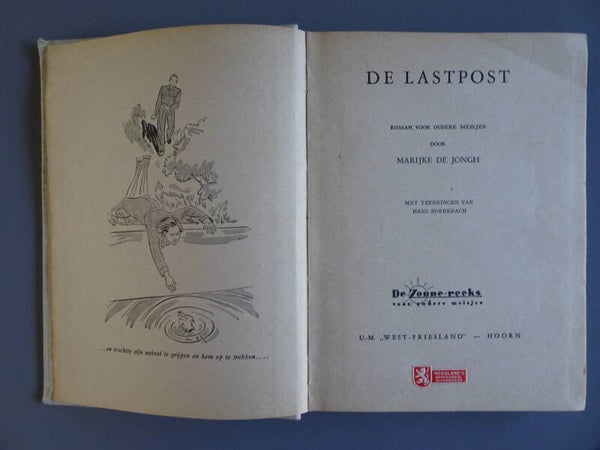 ...en trachtte zijn nekvel te grijpen en hem op te trekken....
DE LASTPOST
ROMAN VOOR OUDERE MEISJES
DOOR
MARIJKE DE JONGH
MET TEKENINGEN VAN
HANS BORREBACH
De Zonne-reeks
voor oudere meisjes
U.-M. „WEST-FRIESLAND” — HOORN